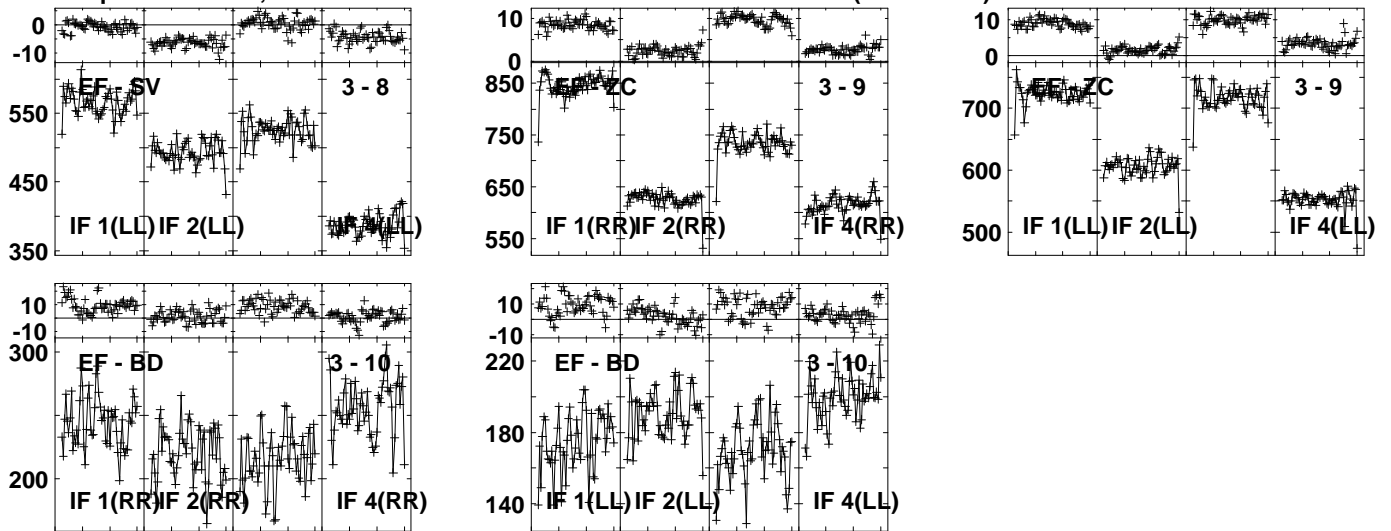 0
-10
EF - SV 3 - 8
550
450
350
IF 1(LL) IF 2(LL)
10
0
EF - ZC 3 - 9
850
750
650
550
IF 1(RR) IF 2(RR) IF 4(RR)
10
0
EF - ZC 3 - 9
700
600
500
IF 1(LL) IF 2(LL) IF 4(LL)
10
-10
EF - BD 3 - 10
300
200
IF 1(RR) IF 2(RR) IF 4(RR)
10
-10
EF - BD 3 - 10
220
180
140
IF 1(LL) IF 2(LL) IF 4(LL)